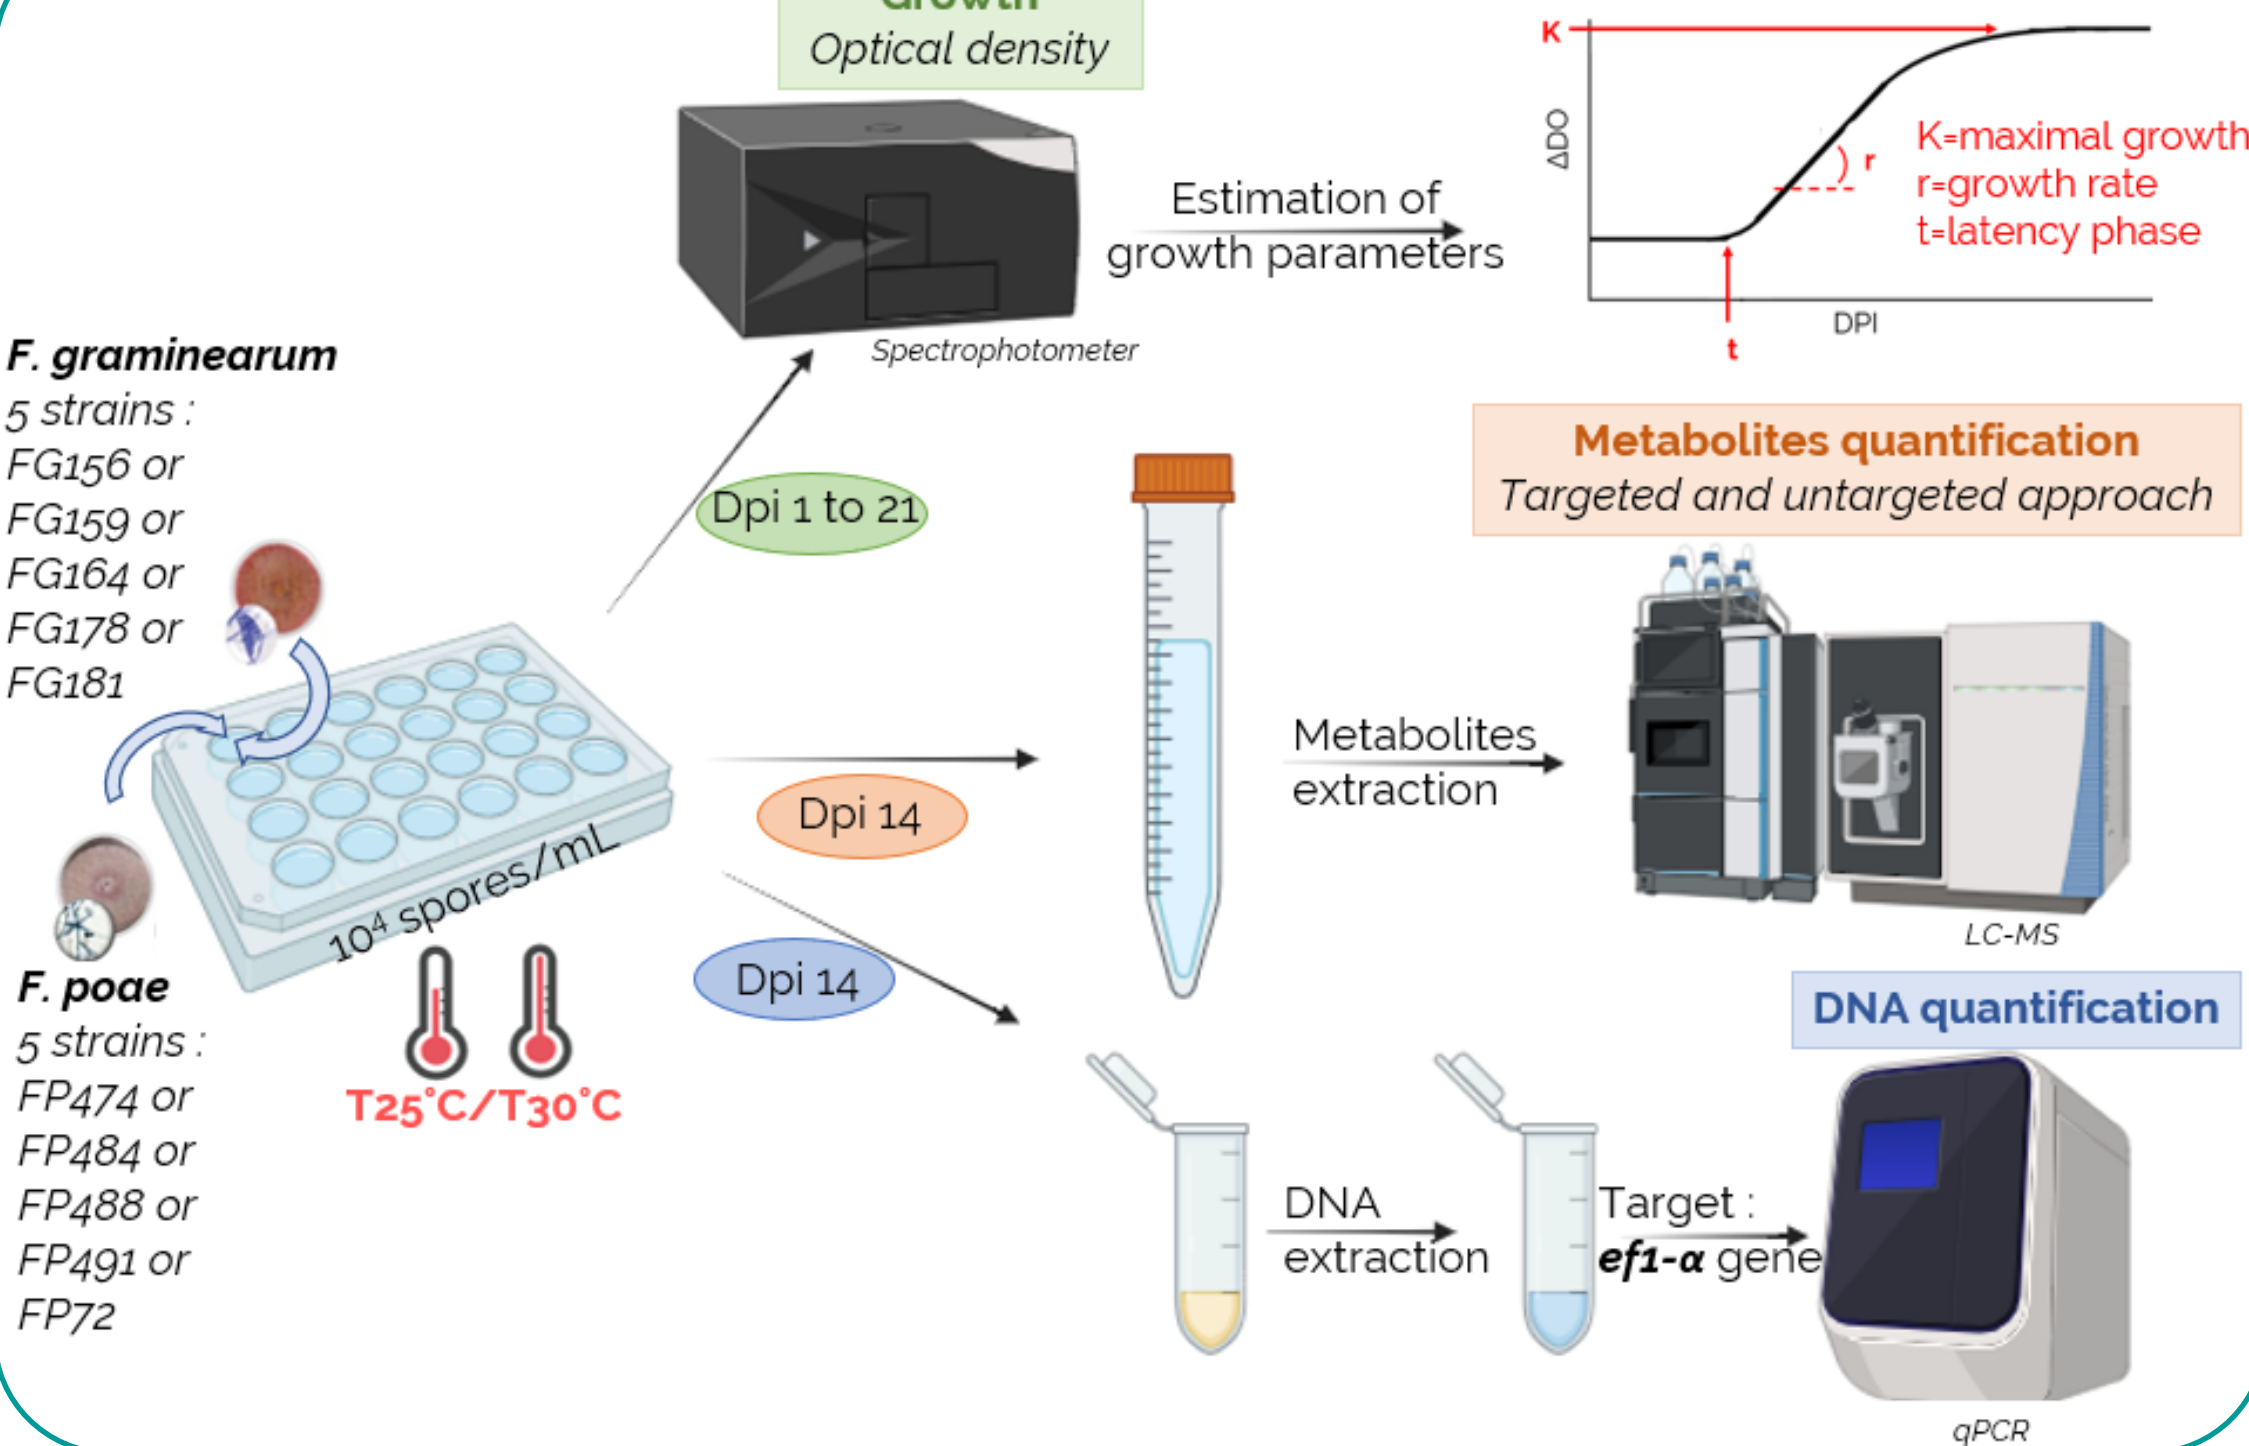 Growth
Optical density
K
ΔDO
r
K=maximal growth
r=growth rate
t=latency phase
DPI
t
Estimation of
growth parameters
Spectrophotometer
F. graminearum
5 strains :
FG156 or
FG159 or
FG164 or
FG178 or
FG181
Dpi 1 to 21
Metabolites quantification
Targeted and untargeted approach
Metabolites
extraction
Dpi 14
LC-MS
10⁴ spores/mL
Dpi 14
T25°C/T30°C
F. poae
5 strains :
FP474 or
FP484 or
FP488 or
FP491 or
FP72
DNA quantification
DNA
extraction
Target :
ef1-α gene
qPCR